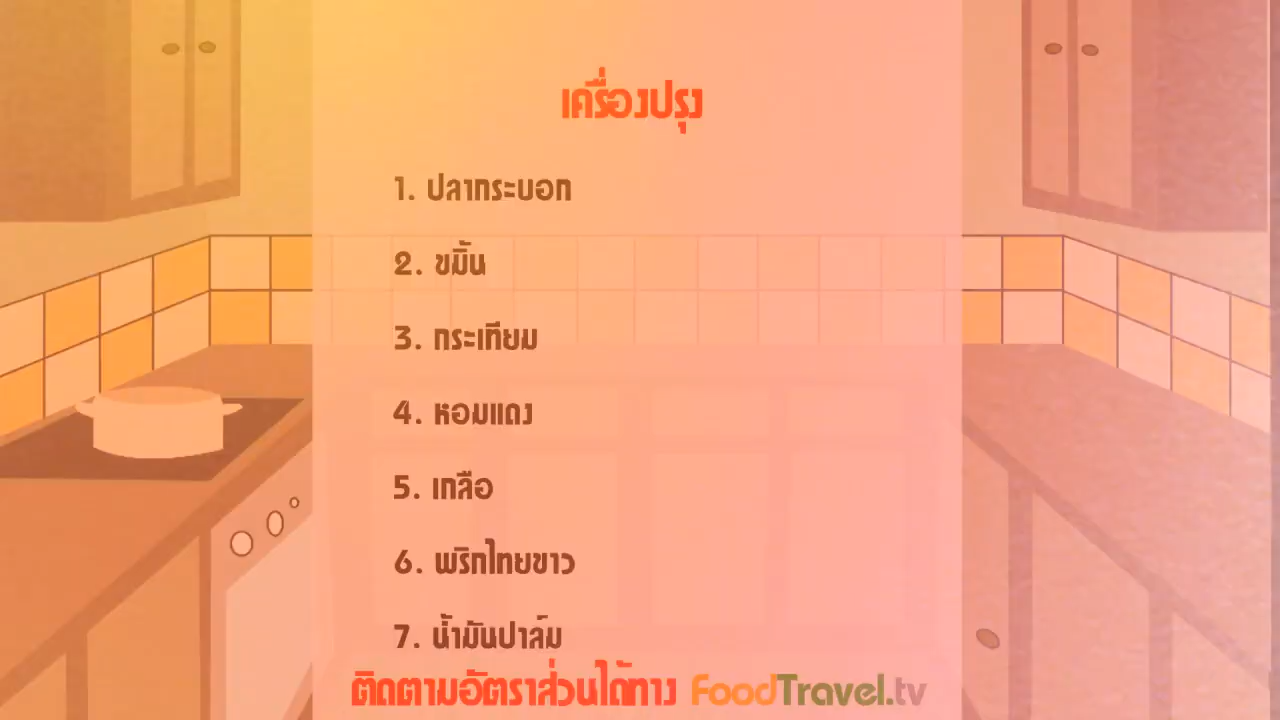 เครื่องปรุง
1. ปลากระบอก
2. ขมิ้น
3. กระเทียม
4. หอมแดง
5. เกลือ
6. พริกไทยขาว
7. น้ำมันปาล์ม
ติดตามอัตราส่วนได้ทาง FoodTravel.tv